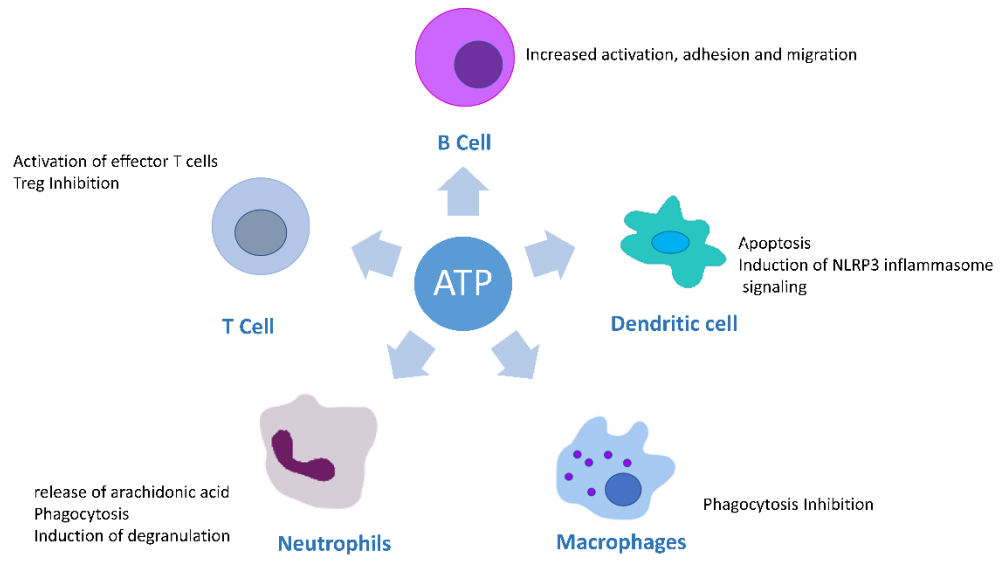 Increased activation, adhesion and migration
B Cell
Activation of effector T cells
Treg Inhibition
T Cell
ATP
Apoptosis
Induction of NLRP3 inflammasome
signaling
Dendritic cell
release of arachidonic acid
Phagocytosis
Induction of degranulation
Neutrophils
Phagocytosis Inhibition
Macrophages